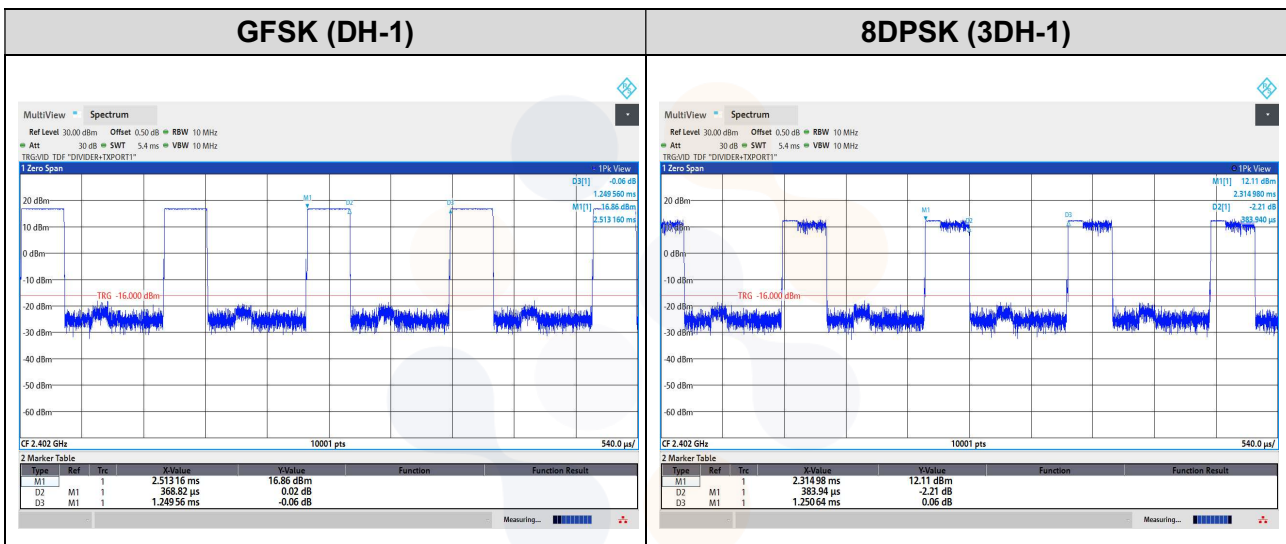 GFSK (DH-1)
8DPSK (3DH-1)
MultiView Spectrum
Ref Level 30.00 dBm Offset 0.50 dB RBW 10 MHz
Att 30 dB SWT 5.4 ms VBW 10 MHz
TRG:VID TDF "DIVIDER+TXPORT1"
1 Zero Span 1Pk View
D3[1] -0.06 dB
1.249 560 ms
M1[1] 16.86 dBm
2.513 160 ms
M1 D2 D3
20 dBm
10 dBm
0 dBm
-10 dBm
TRG -16.000 dBm
-20 dBm
-30 dBm
-40 dBm
-50 dBm
-60 dBm
CF 2.402 GHz 10001 pts 540.0 µs/
2 Marker Table
Type Ref Trc X-Value Y-Value Function Function Result
M1 1 2.513 16 ms 16.86 dBm
D2 M1 1 368.82 µs 0.02 dB
D3 M1 1 1.249 56 ms -0.06 dB
Measuring...
MultiView Spectrum
Ref Level 30.00 dBm Offset 0.50 dB RBW 10 MHz
Att 30 dB SWT 5.4 ms VBW 10 MHz
TRG:VID TDF "DIVIDER+TXPORT1"
1 Zero Span 1Pk View
M1[1] 12.11 dBm
2.314 980 ms
D2[1] -2.21 dB
383.940 µs
M1 D2 D3
20 dBm
10 dBm
0 dBm
-10 dBm
TRG -16.000 dBm
-20 dBm
-30 dBm
-40 dBm
-50 dBm
-60 dBm
CF 2.402 GHz 10001 pts 540.0 µs/
2 Marker Table
Type Ref Trc X-Value Y-Value Function Function Result
M1 1 2.314 98 ms 12.11 dBm
D2 M1 1 383.94 µs -2.21 dB
D3 M1 1 1.250 64 ms 0.06 dB
Measuring...